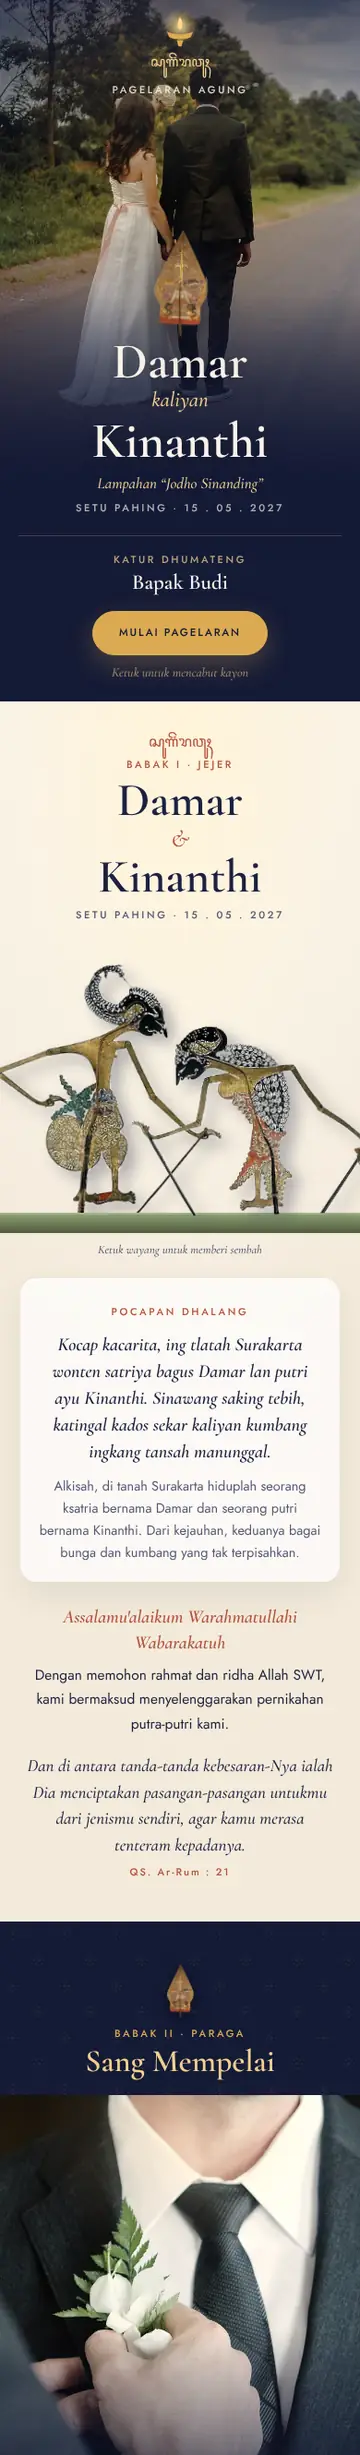 PAGELARAN AGUNG
Damar
kaliyan
Kinanthi
Lampahan “Jodho Sinanding”
SETU PAHING · 15 . 05 . 2027
KATUR DHUMATENG
Bapak Budi
MULAI PAGELARAN
Ketuk untuk mencabut kayon
BABAK I · JEJER
Damar
&
Kinanthi
SETU PAHING · 15 . 05 . 2027
Ketuk wayang untuk memberi sembah
POCAPAN DHALANG
Kocap kacarita, ing tlatah Surakarta
wonten satriya bagus Damar lan putri
ayu Kinanthi. Sinawang saking tebih,
katingal kados sekar kaliyan kumbang
ingkang tansah manunggal.
Alkisah, di tanah Surakarta hiduplah seorang
ksatria bernama Damar dan seorang putri
bernama Kinanthi. Dari kejauhan, keduanya bagai
bunga dan kumbang yang tak terpisahkan.
Assalamu'alaikum Warahmatullahi
Wabarakatuh
Dengan memohon rahmat dan ridha Allah SWT,
kami bermaksud menyelenggarakan pernikahan
putra-putri kami.
Dan di antara tanda-tanda kebesaran-Nya ialah
Dia menciptakan pasangan-pasangan untukmu
dari jenismu sendiri, agar kamu merasa
tenteram kepadanya.
QS. Ar-Rum : 21
BABAK II · PARAGA
Sang Mempelai